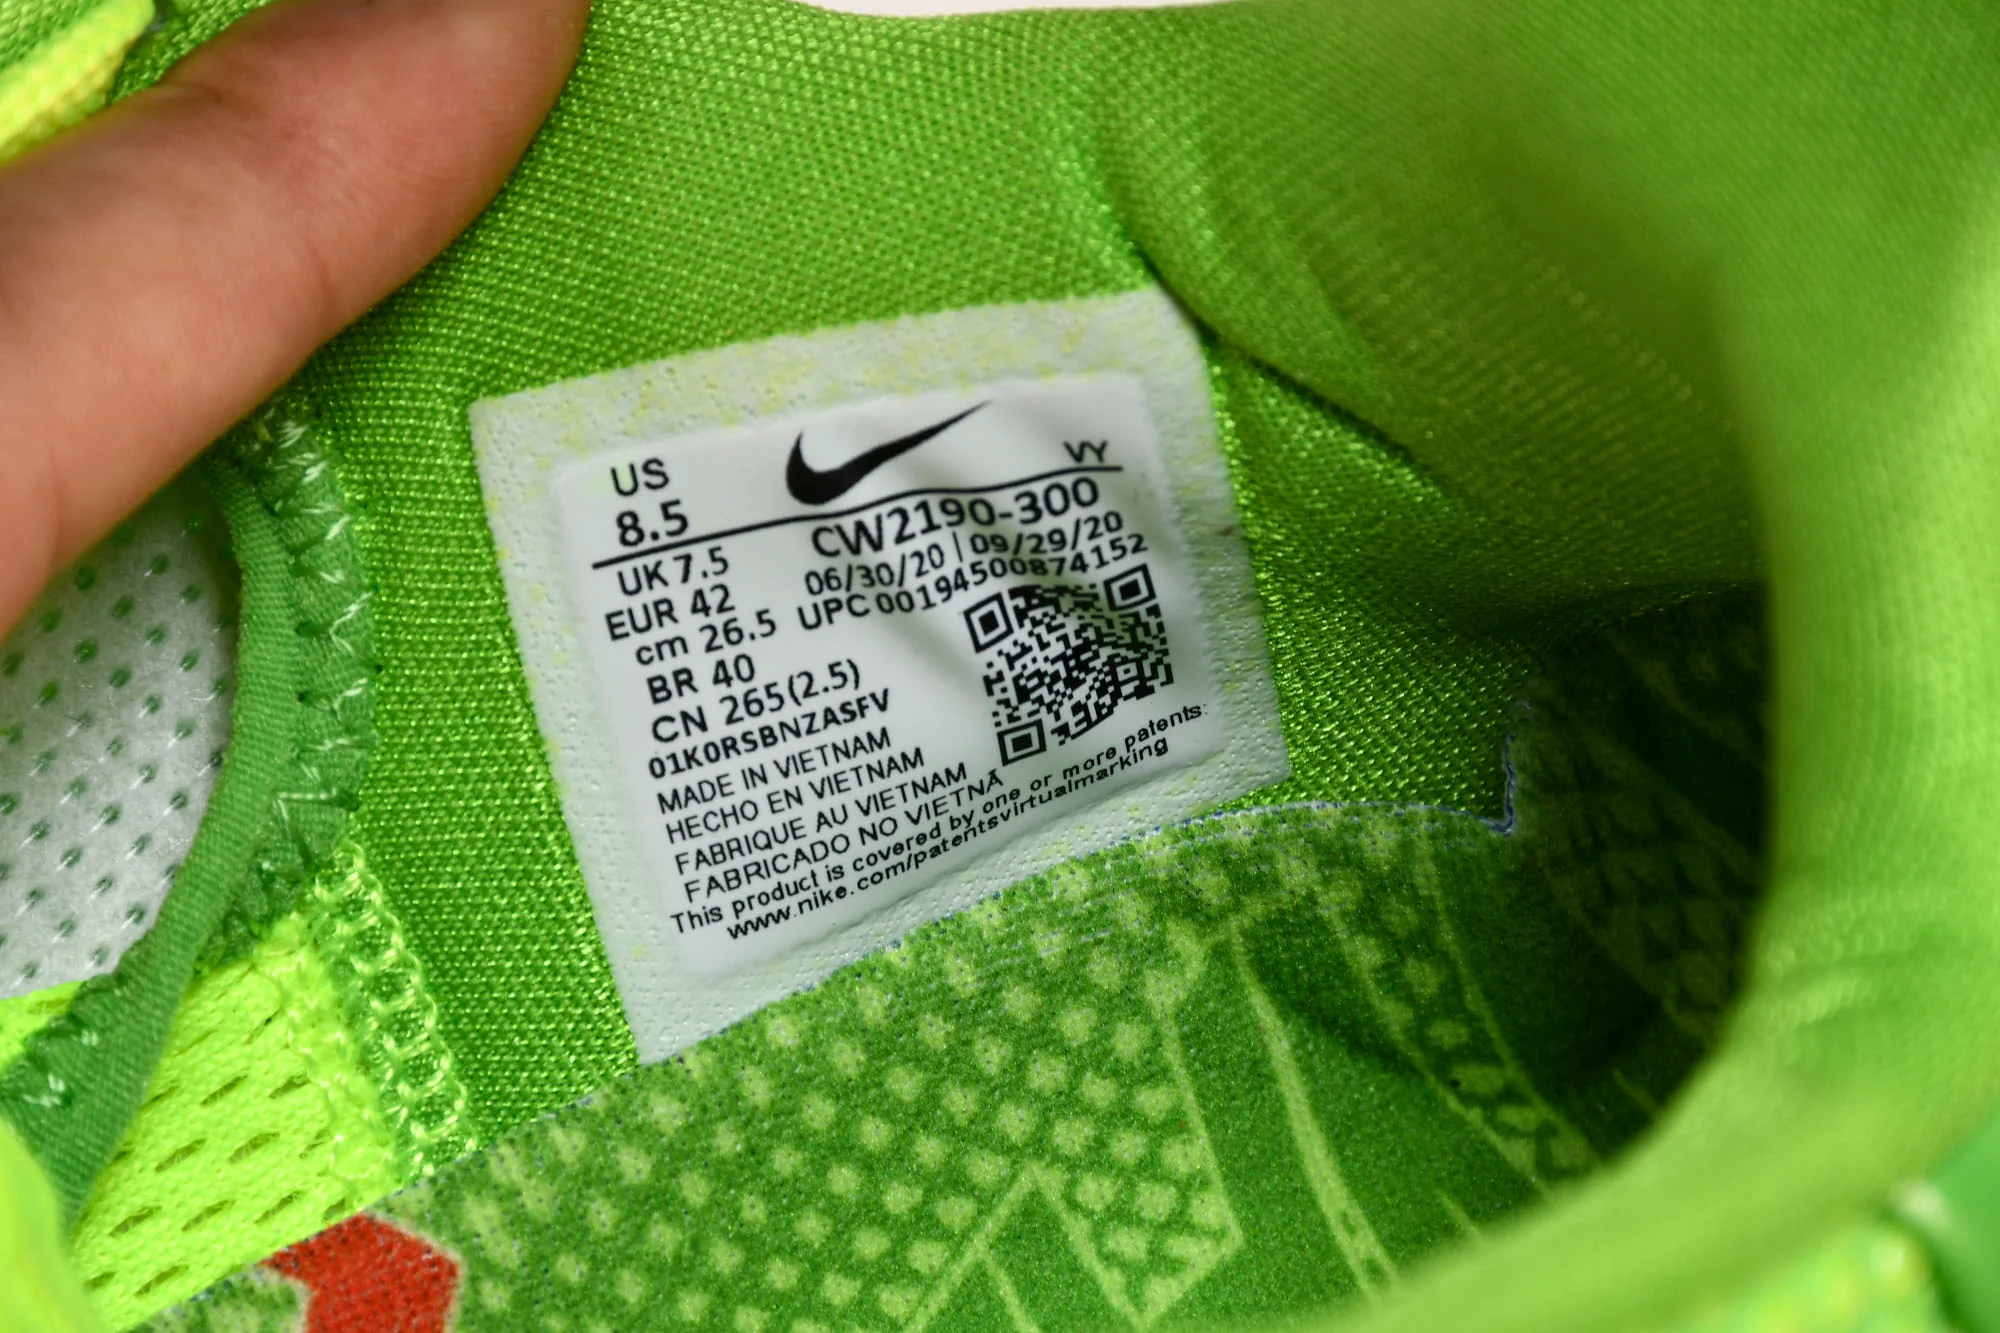 US
8.5
VY
UK 7.5
EUR 42
cm 26.5
BR 40
CN 265(2.5)
CW2190-300
06/30/20 | 09/29/20
UPC 00194500874152
01K0RSBNZASFV
MADE IN VIETNAM
HECHO EN VIETNAM
FABRIQUE AU VIETNAM
FABRICADO NO VIETNÃ
This product is covered by one or more patents:
www.nike.com/patentsvirtualmarking